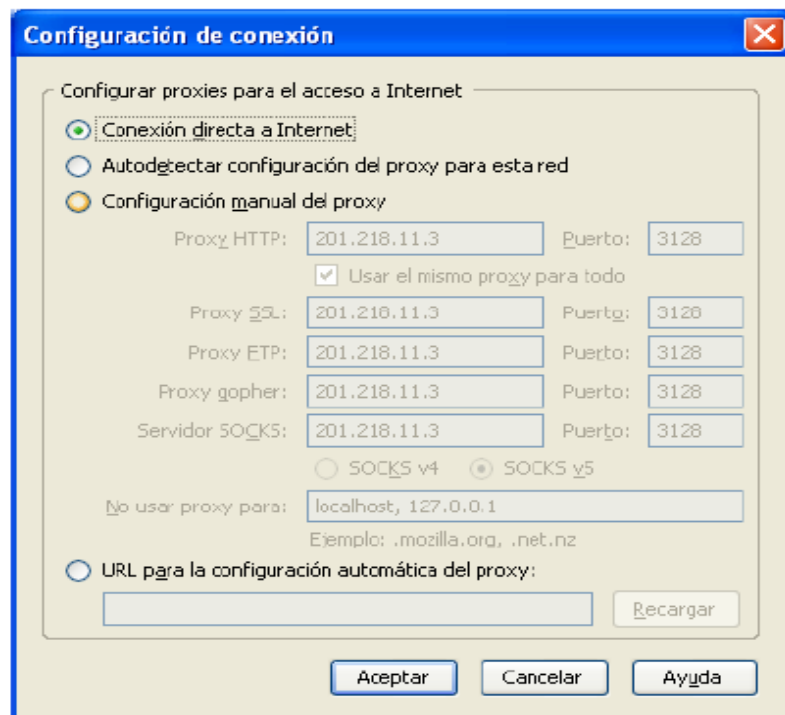 Configuración de conexión
Configurar proxies para el acceso a Internet
Conexión directa a Internet
Autodetectar configuración del proxy para esta red
Configuración manual del proxy
Proxy HTTP: 201.218.11.3 Puerto: 3128
Usar el mismo proxy para todo
Proxy SSL: 201.218.11.3 Puerto: 3128
Proxy FTP: 201.218.11.3 Puerto: 3128
Proxy gopher: 201.218.11.3 Puerto: 3128
Servidor SOCKS: 201.218.11.3 Puerto: 3128
SOCKS v4 SOCKS v5
No usar proxy para: localhost, 127.0.0.1
Ejemplo: .mozilla.org, .net.nz
URL para la configuración automática del proxy:
Recargar
Aceptar Cancelar Ayuda